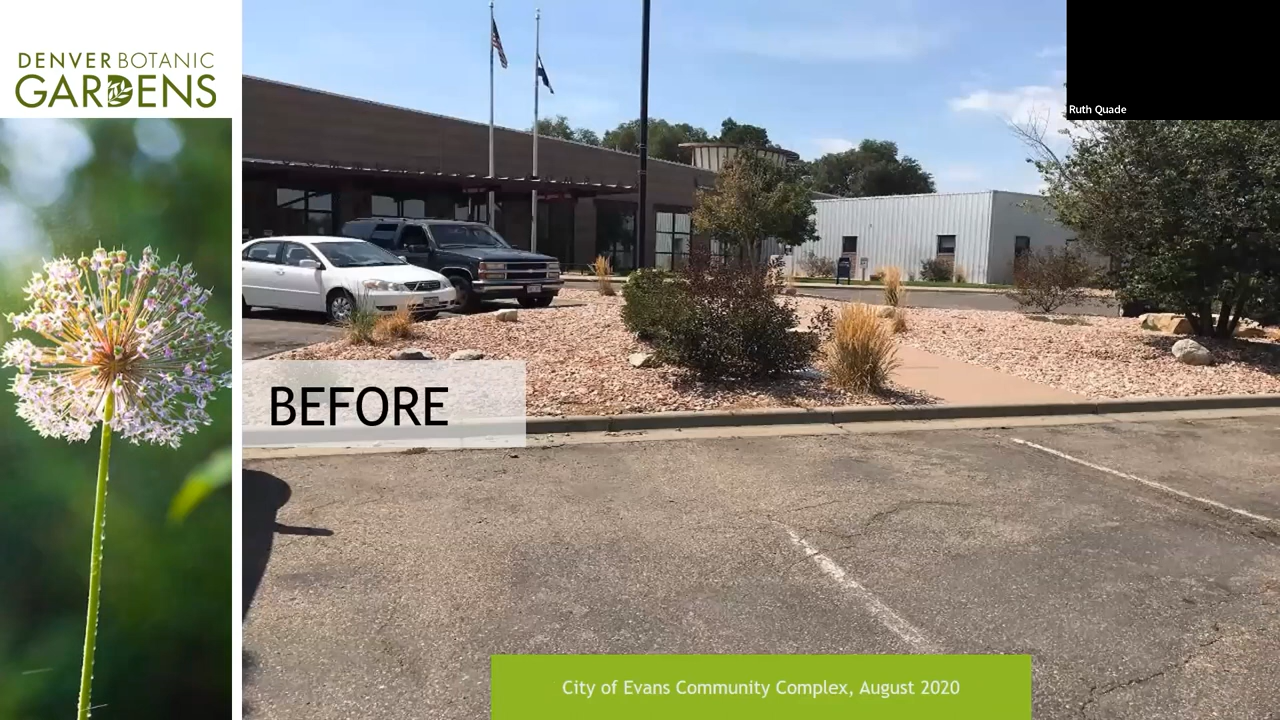 DENVER BOTANIC
GARDENS
Ruth Quade
BEFORE
City of Evans Community Complex, August 2020